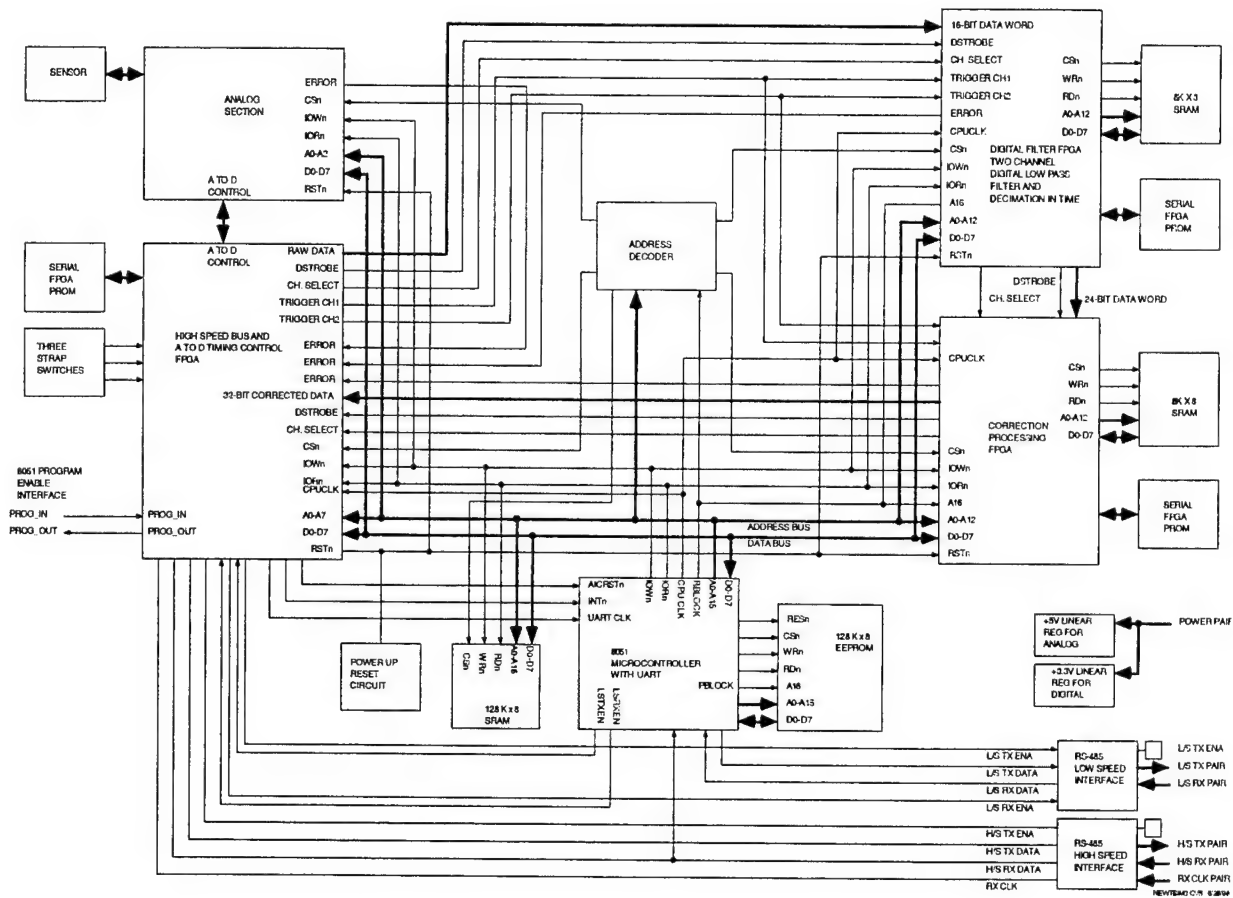 SENSOR
ANALOG
SECTION
ERROR
CSn
IOWn
IORn
A0-A2
D0-D7
RSTn
A TO D
CONTROL
A TO D
CONTROL
SERIAL
FPGA
PROM
THREE
STRAP
SWITCHES
HIGH SPEED BUS AND
A TO D TIMING CONTROL
FPGA
RAW DATA
DSTROBE
CH. SELECT
TRIGGER CH1
TRIGGER CH2
ERROR
ERROR
ERROR
32-BIT CORRECTED DATA
DSTROBE
CH. SELECT
CSn
IOWn
IORn
CPUCLK
A0-A7
D0-D7
RSTn
8051 PROGRAM
ENABLE
INTERFACE
PROG_IN
PROG_OUT
PROG_IN
PROG_OUT
ADDRESS
DECODER
16-BIT DATA WORD
DSTROBE
CH. SELECT
TRIGGER CH1
TRIGGER CH2
ERROR
CPUCLK
CSn
IOWn
IORn
A16
A0-A12
D0-D7
RSTn
DIGITAL FILTER FPGA
TWO CHANNEL
DIGITAL LOW PASS
FILTER AND
DECIMATION IN TIME
CSn
WRn
RDn
A0-A12
D0-D7
SRAM
SERIAL
FPGA
PROM
DSTROBE
CH. SELECT
24-BIT DATA WORD
CPUCLK
CORRECTION
PROCESSING
FPGA
CSn
IOWn
IORn
A16
A0-A12
D0-D7
RSTn
CSn
WRn
RDn
A0-A12
D0-D7
8K X 8
SRAM
SERIAL
FPGA
PROM
ADDRESS BUS
DATA BUS
POWER UP
RESET
CIRCUIT
CSn
WRn
RDn
A0-A16
D0-D7
128 K x 8
SRAM
AICRSTn
INTn
UART CLK
IOWn
IORn
CPU CLK
RBLOCK
A0-A15
D0-D7
8051
MICROCONTROLLER
WITH UART
PBLOCK
LSTXEN
RESn
CSn
WRn
RDn
A16
A0-A15
D0-D7
128 K x 8
EEPROM
+5V LINEAR
REG FOR
ANALOG
+3.3V LINEAR
REG FOR
DIGITAL
POWER PAIR
L/S TX ENA
L/S TX DATA
L/S RX DATA
L/S RX ENA
RS-485
LOW SPEED
INTERFACE
L/S TX ENA
L/S TX PAIR
L/S RX PAIR
H/S TX ENA
H/S TX DATA
H/S RX DATA
RX CLK
RS-485
HIGH SPEED
INTERFACE
H/S TX PAIR
H/S RX PAIR
RX CLK PAIR